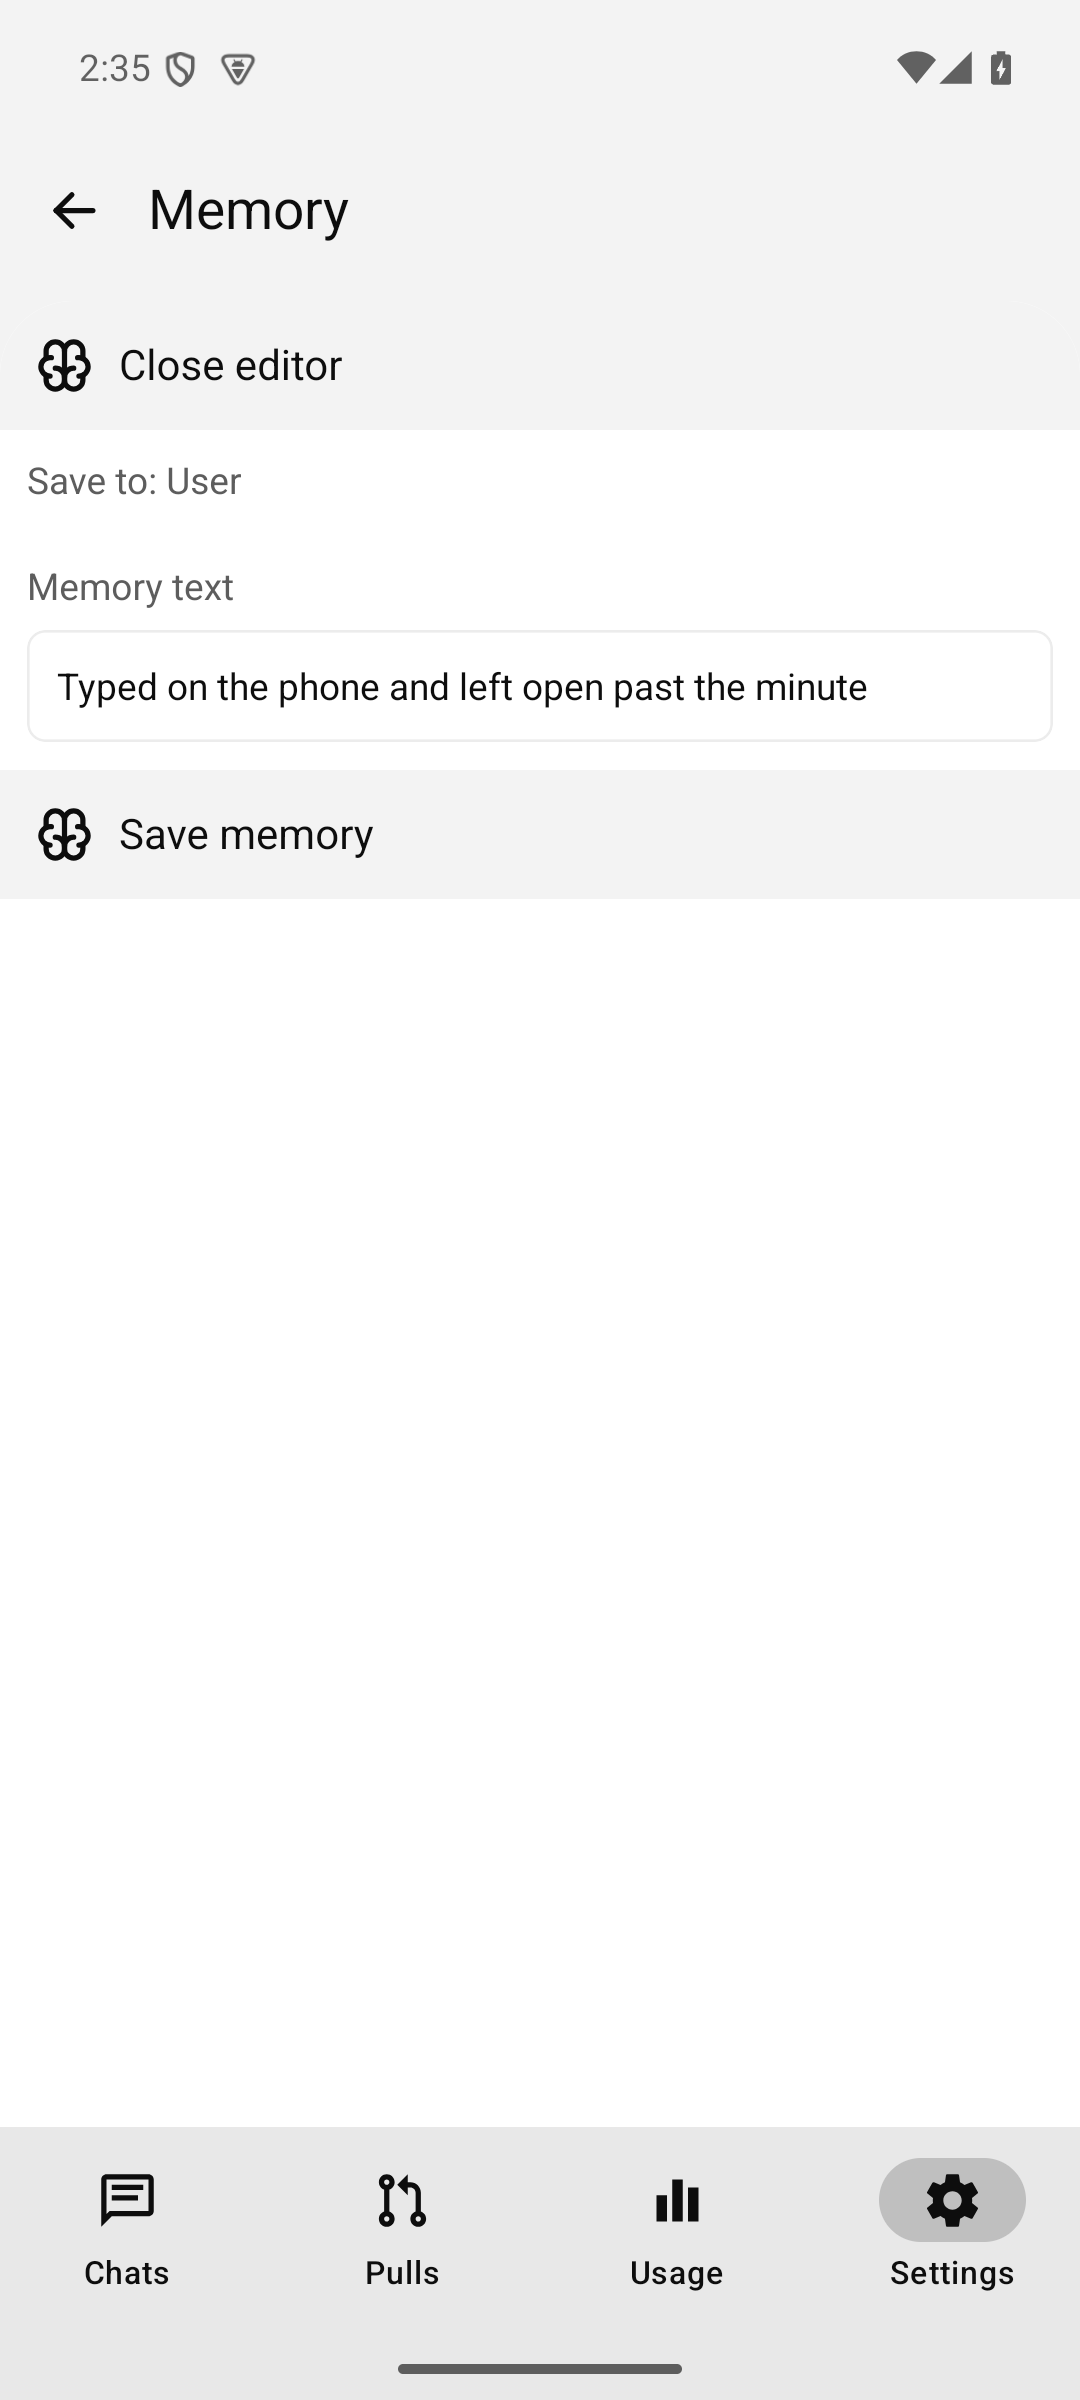 2:35
Memory
Close editor
Save to: User
Memory text
Typed on the phone and left open past the minute
Save memory
Chats
Pulls
Usage
Settings